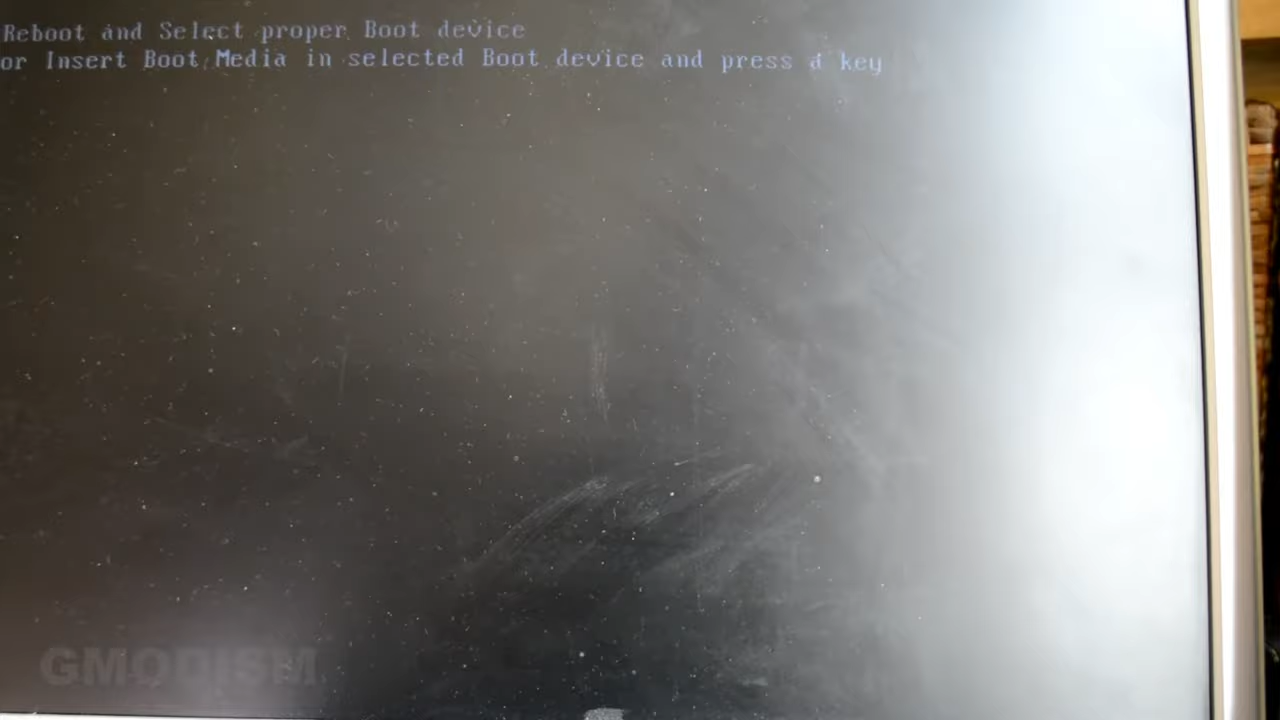 Reboot and Select proper Boot device
or Insert Boot Media in selected Boot device and press a key
GMODISM